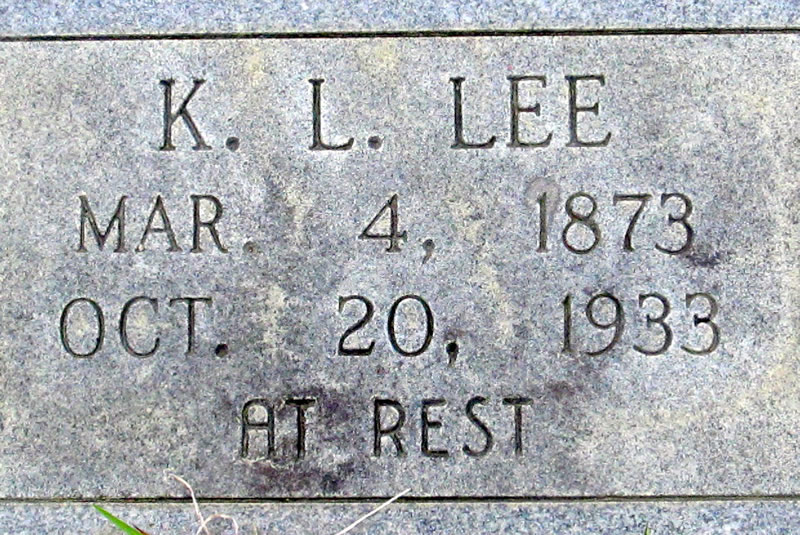 K. L. LEE
MAR. 4, 1873
OCT. 20, 1933
AT REST